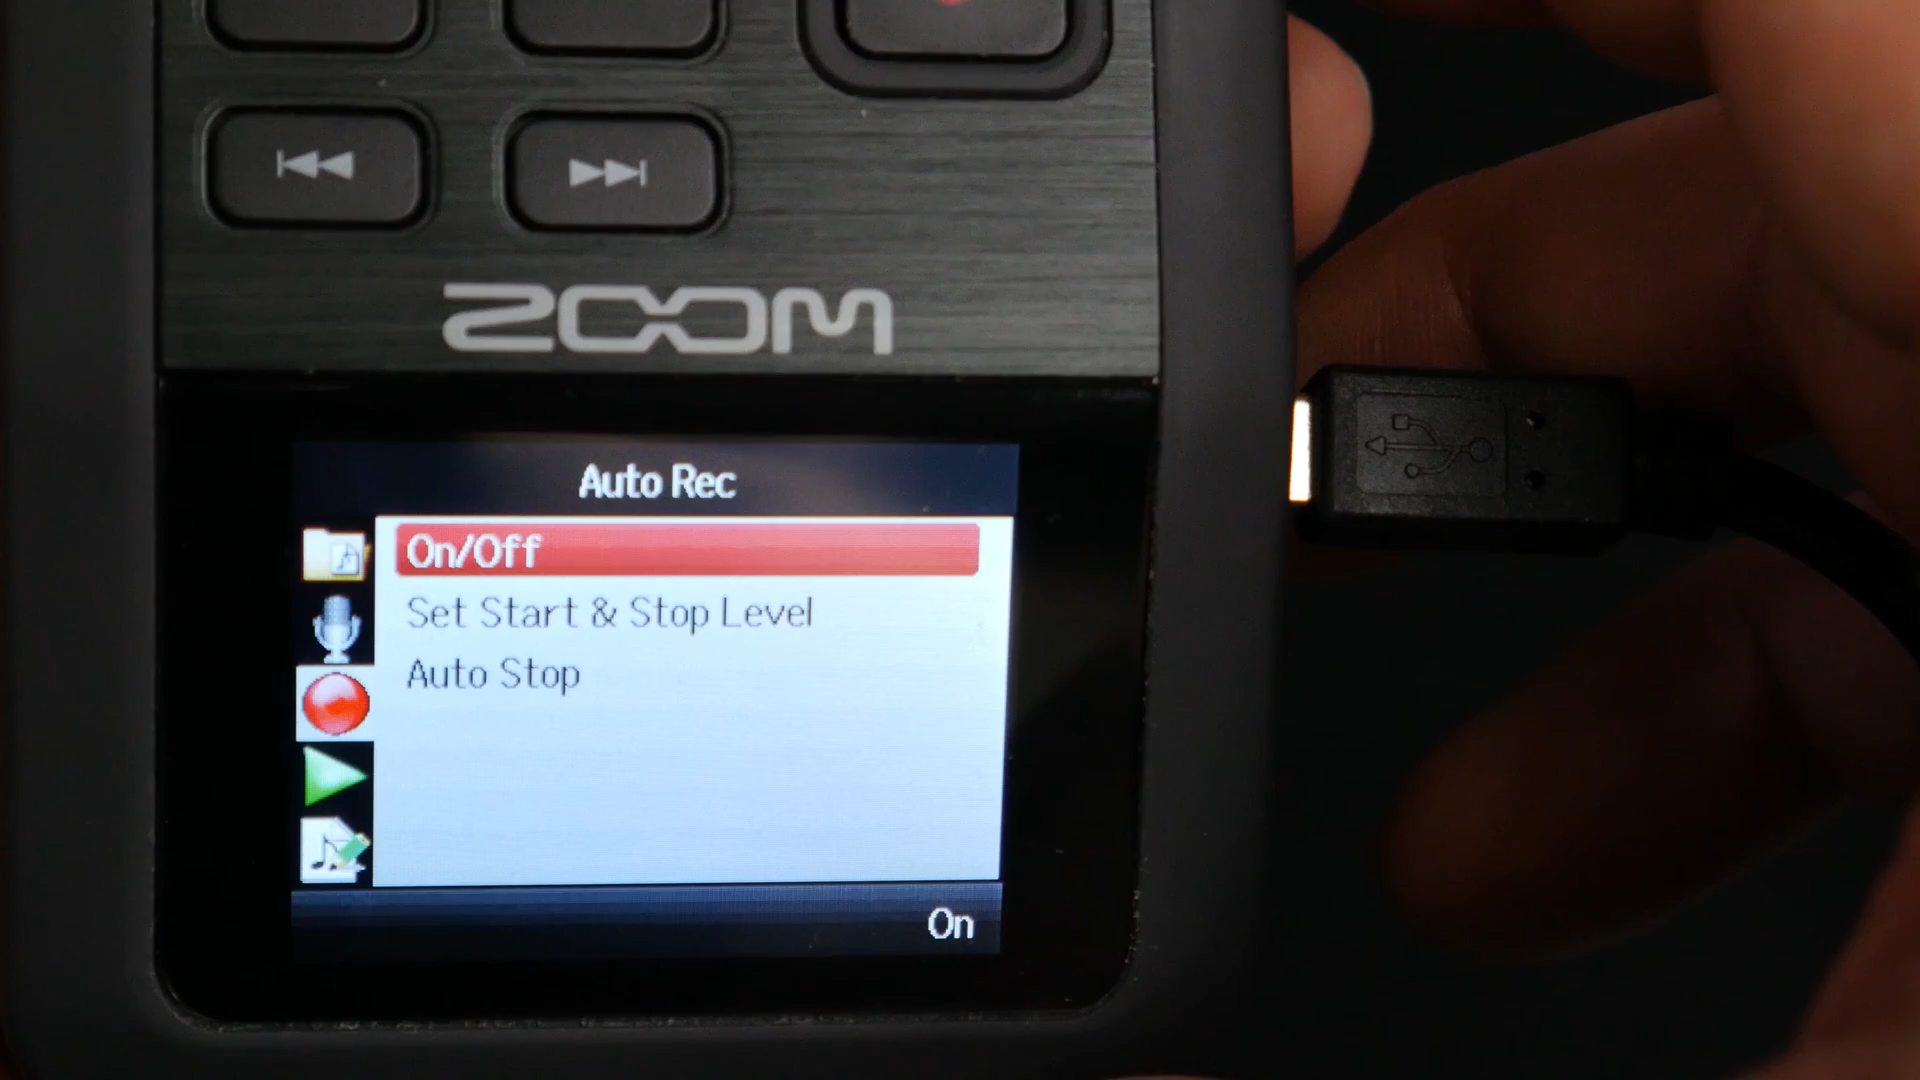 ZOOM
Auto Rec
On/Off
Set Start & Stop Level
Auto Stop
On